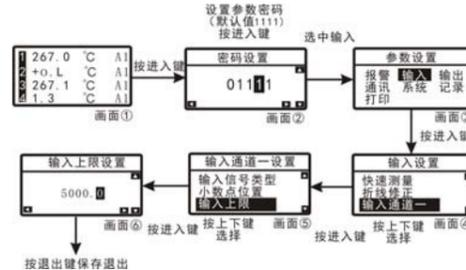 设置参数密码
(默认值1111)
按进入键
1 267.0 ℃ A1
2 +o.L ℃ A1
3 267.1 ℃ A1
4 1.3 ℃ A1
画面①
按进入键
密码设置
01111
画面②
选中输入
参数设置
报警 输入 输出
通讯 系统 记录
打印
画面③
按进入键
输入设置
快速测量
折线修正
输入通道一
画面④
按上下键
选择
按进入键
输入通道一设置
输入信号类型
小数点位置
输入上限
画面⑤
按上下键
选择
按进入键
输入上限设置
5000.0
画面⑥
按退出键保存退出